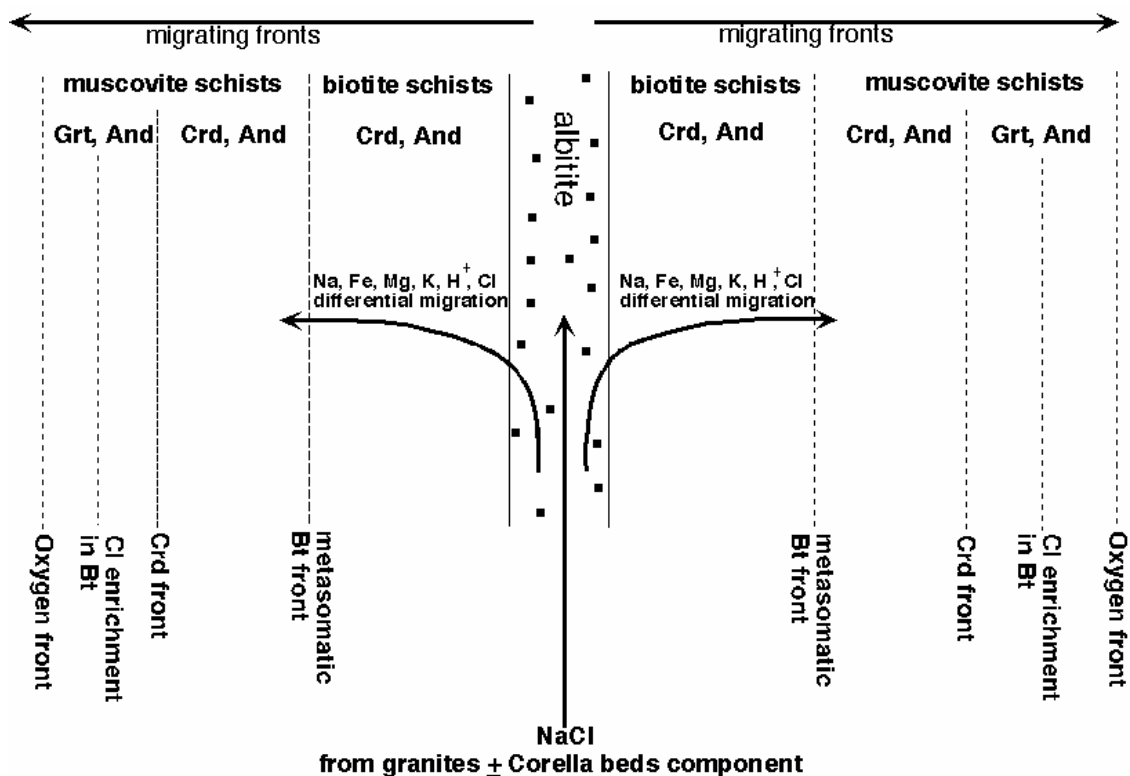 migrating fronts
migrating fronts
muscovite schists
biotite schists
biotite schists
muscovite schists
Grt, And
Crd, And
Crd, And
albitite
Crd, And
Crd, And
Grt, And
Na, Fe, Mg, K, H+, Cl
differential migration
Na, Fe, Mg, K, H+, Cl
differential migration
Oxygen front
Cl enrichment
in Bt
Crd front
metasomatic
Bt front
metasomatic
Bt front
Crd front
Cl enrichment
in Bt
Oxygen front
NaCl
from granites ± Corella beds component